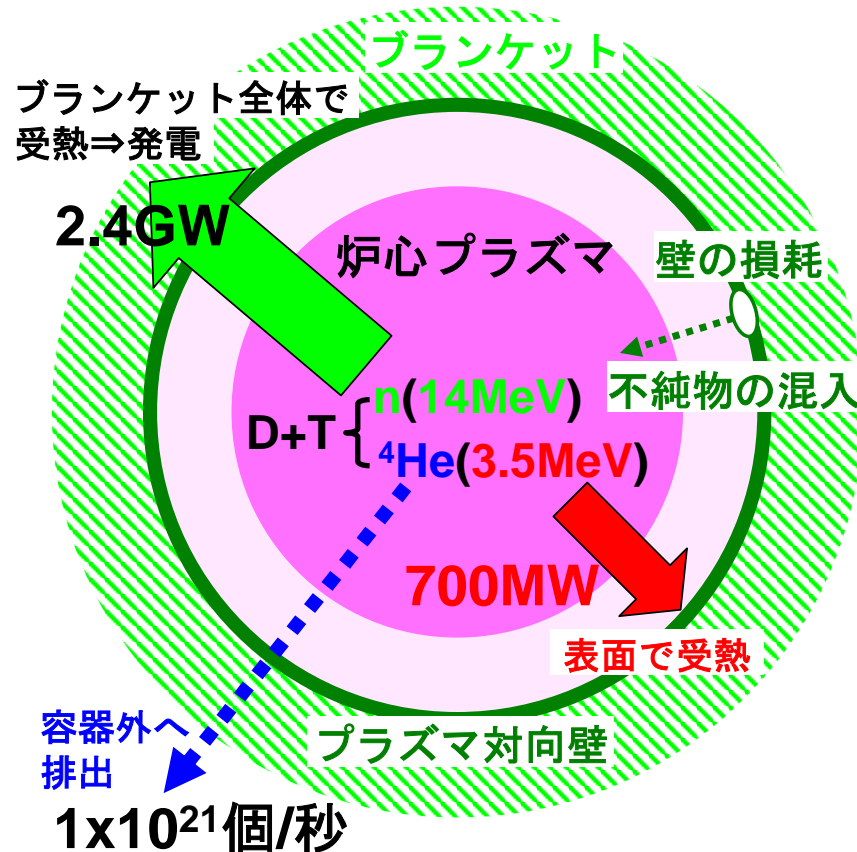 ブランケット
ブランケット全体で
受熱⇒発電
2.4GW
炉心プラズマ
壁の損耗
不純物の混入
n(14MeV)
D+T
⁴He(3.5MeV)
700MW
表面で受熱
容器外へ
排出
プラズマ対向壁
1x10²¹個/秒